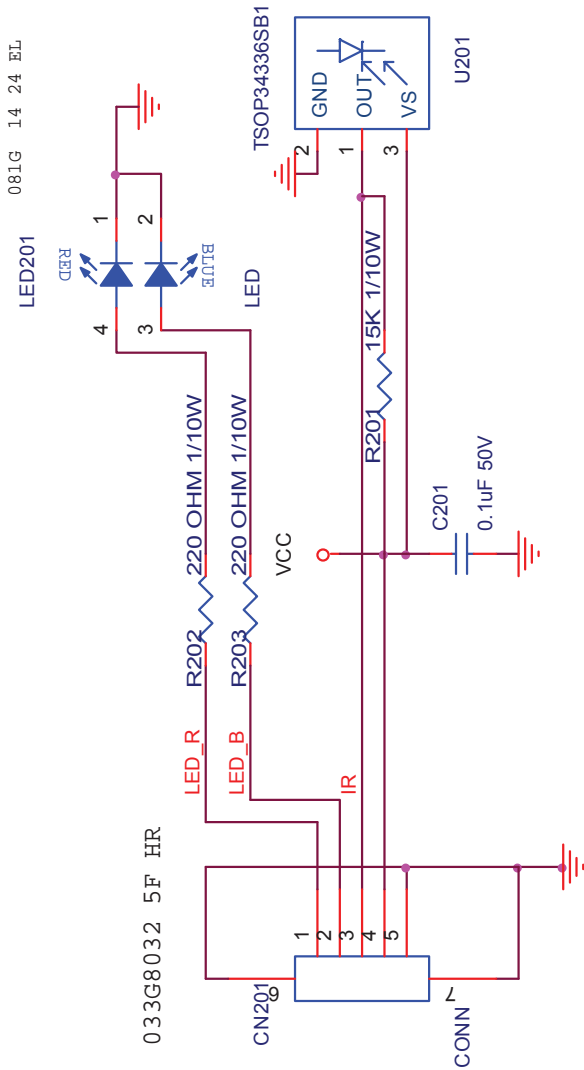 081G 14 24 EL
LED201
RED
1
2
4
3
BLUE
LED
TSOP34336SB1
GND
OUT
VS
2
1
3
U201
220 OHM 1/10W
R202
220 OHM 1/10W
R203
VCC
15K 1/10W
R201
C201
0.1uF 50V
LED_R
LED_B
IR
033G8032 5F HR
1
2
3
4
5
6
7
CN201
CONN